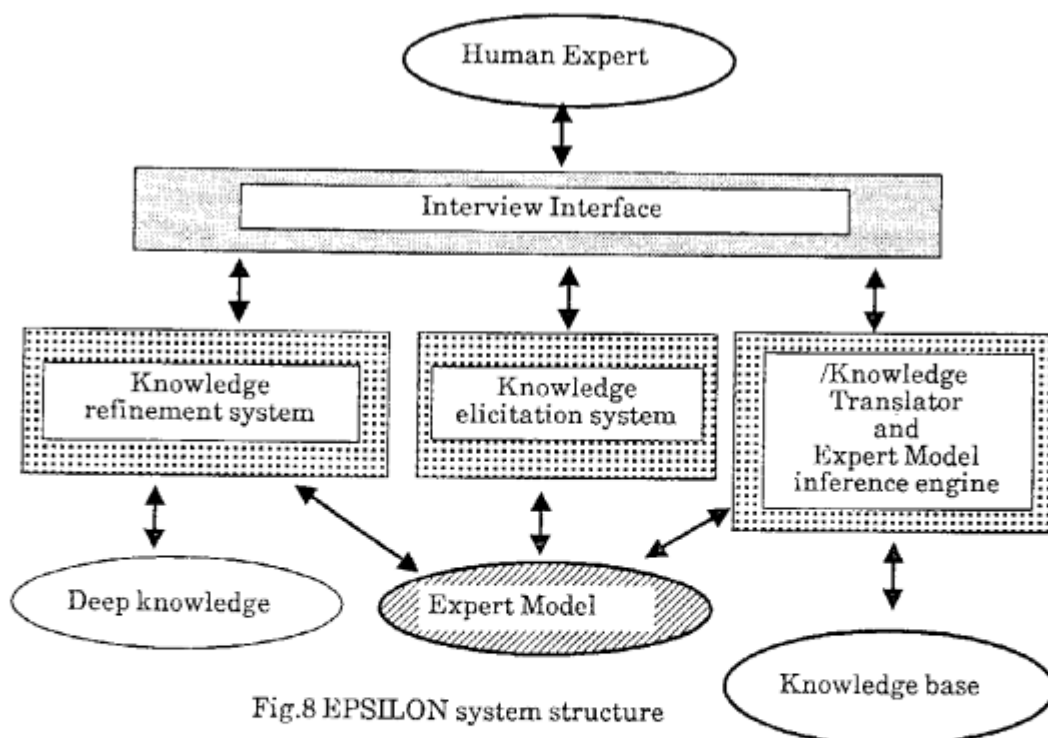 Human Expert
Interview Interface
Knowledge
refinement system
Knowledge
elicitation system
/Knowledge
Translator
and
Expert Model
inference engine
Deep knowledge
Expert Model
Knowledge base
Fig.8 EPSILON system structure